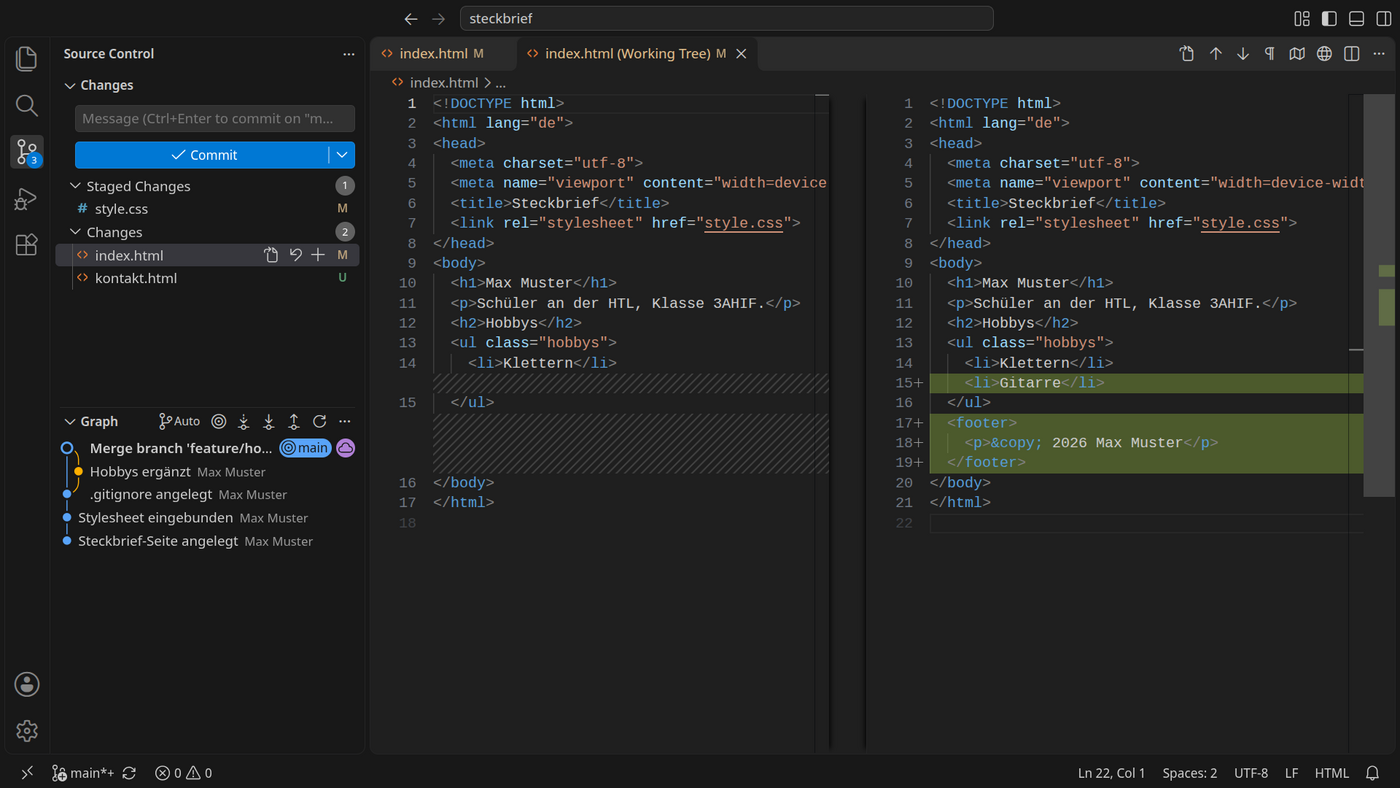 steckbrief
Source Control
Changes
Message (Ctrl+Enter to commit on "m...
Commit
Staged Changes 1
style.css M
Changes 2
index.html M
kontakt.html U
Graph Auto
Merge branch 'feature/ho... main
Hobbys ergänzt Max Muster
.gitignore angelegt Max Muster
Stylesheet eingebunden Max Muster
Steckbrief-Seite angelegt Max Muster
3
index.html M
index.html (Working Tree) M
index.html > ...
1 <!DOCTYPE html>
2 <html lang="de">
3 <head>
4 <meta charset="utf-8">
5 <meta name="viewport" content="width=device
6 <title>Steckbrief</title>
7 <link rel="stylesheet" href="style.css">
8 </head>
9 <body>
10 <h1>Max Muster</h1>
11 <p>Schüler an der HTL, Klasse 3AHIF.</p>
12 <h2>Hobbys</h2>
13 <ul class="hobbys">
14 <li>Klettern</li>
15 </ul>
16 </body>
17 </html>
18
1 <!DOCTYPE html>
2 <html lang="de">
3 <head>
4 <meta charset="utf-8">
5 <meta name="viewport" content="width=device-widt
6 <title>Steckbrief</title>
7 <link rel="stylesheet" href="style.css">
8 </head>
9 <body>
10 <h1>Max Muster</h1>
11 <p>Schüler an der HTL, Klasse 3AHIF.</p>
12 <h2>Hobbys</h2>
13 <ul class="hobbys">
14 <li>Klettern</li>
15+ <li>Gitarre</li>
16 </ul>
17+ <footer>
18+ <p>&copy; 2026 Max Muster</p>
19+ </footer>
20 </body>
21 </html>
22
main*+ 0 0 Ln 22, Col 1 Spaces: 2 UTF-8 LF HTML